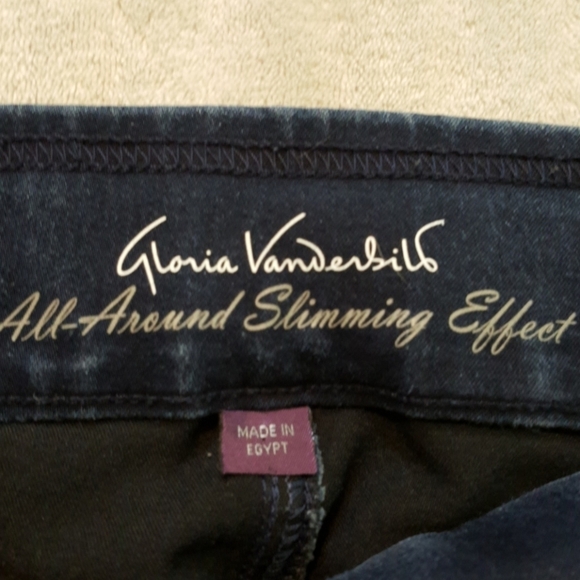 Gloria Vanderbilt
All-Around Slimming Effect
MADE IN
EGYPT